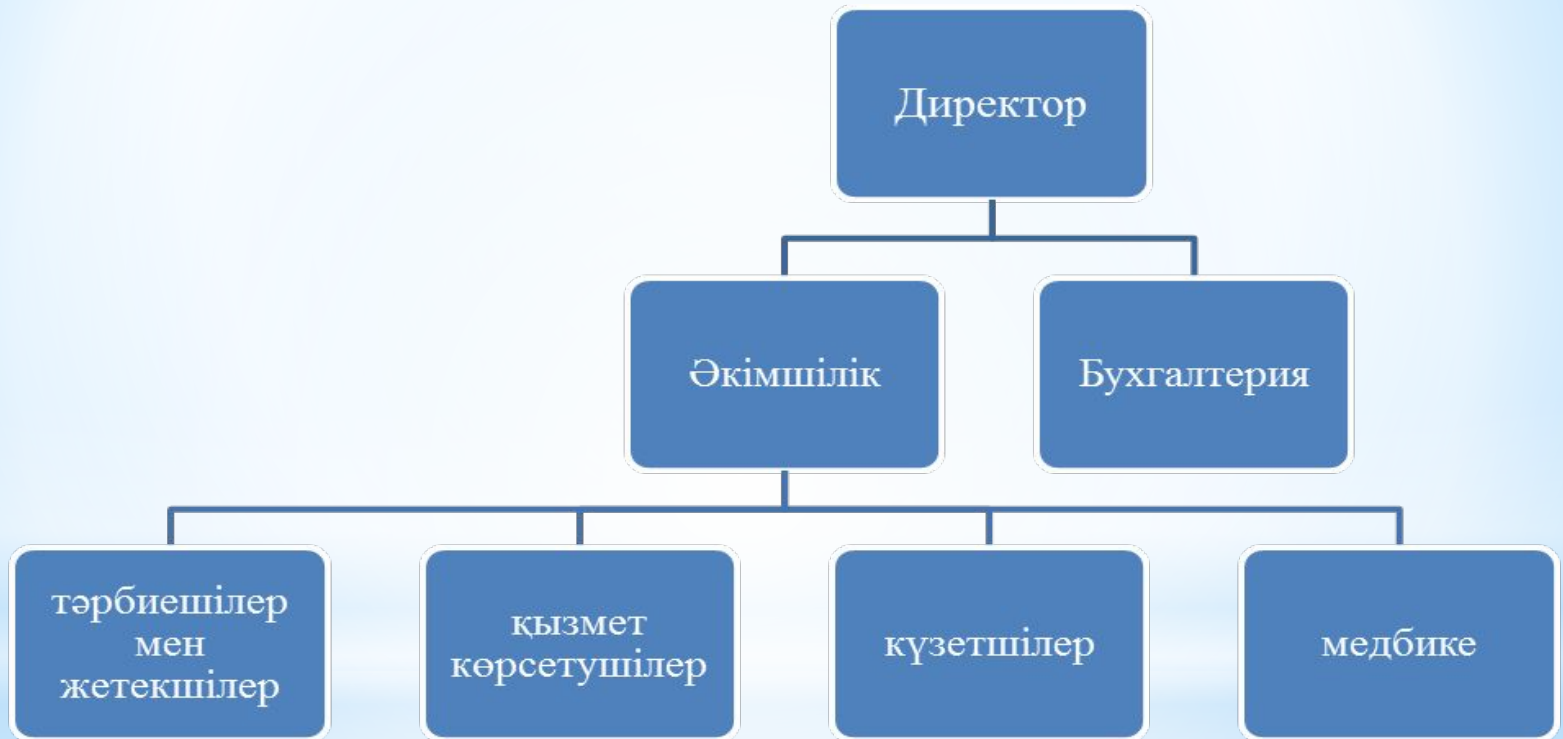 Директор
Әкімшілік
Бухгалтерия
тәрбиешілер
мен
жетекшілер
қызмет
көрсетушілер
күзетшілер
медбике